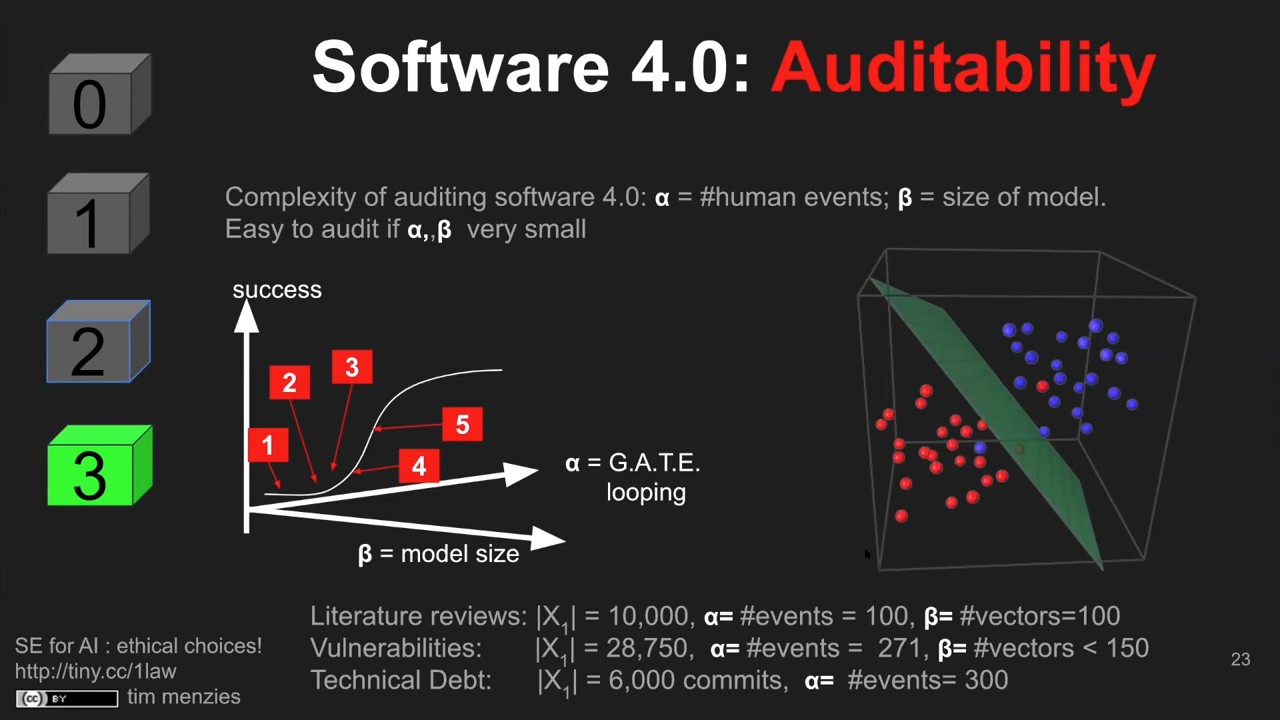 Software 4.0: Auditability
0
1
2
3
Complexity of auditing software 4.0: α = #human events; β = size of model.
Easy to audit if α,,β very small
success
1
2
3
4
5
α = G.A.T.E.
looping
β = model size
Literature reviews: |X1| = 10,000, α= #events = 100, β= #vectors=100
Vulnerabilities: |X1| = 28,750, α= #events = 271, β= #vectors < 150
Technical Debt: |X1| = 6,000 commits, α= #events= 300
SE for AI : ethical choices!
http://tiny.cc/1law
(cc) BY tim menzies
23